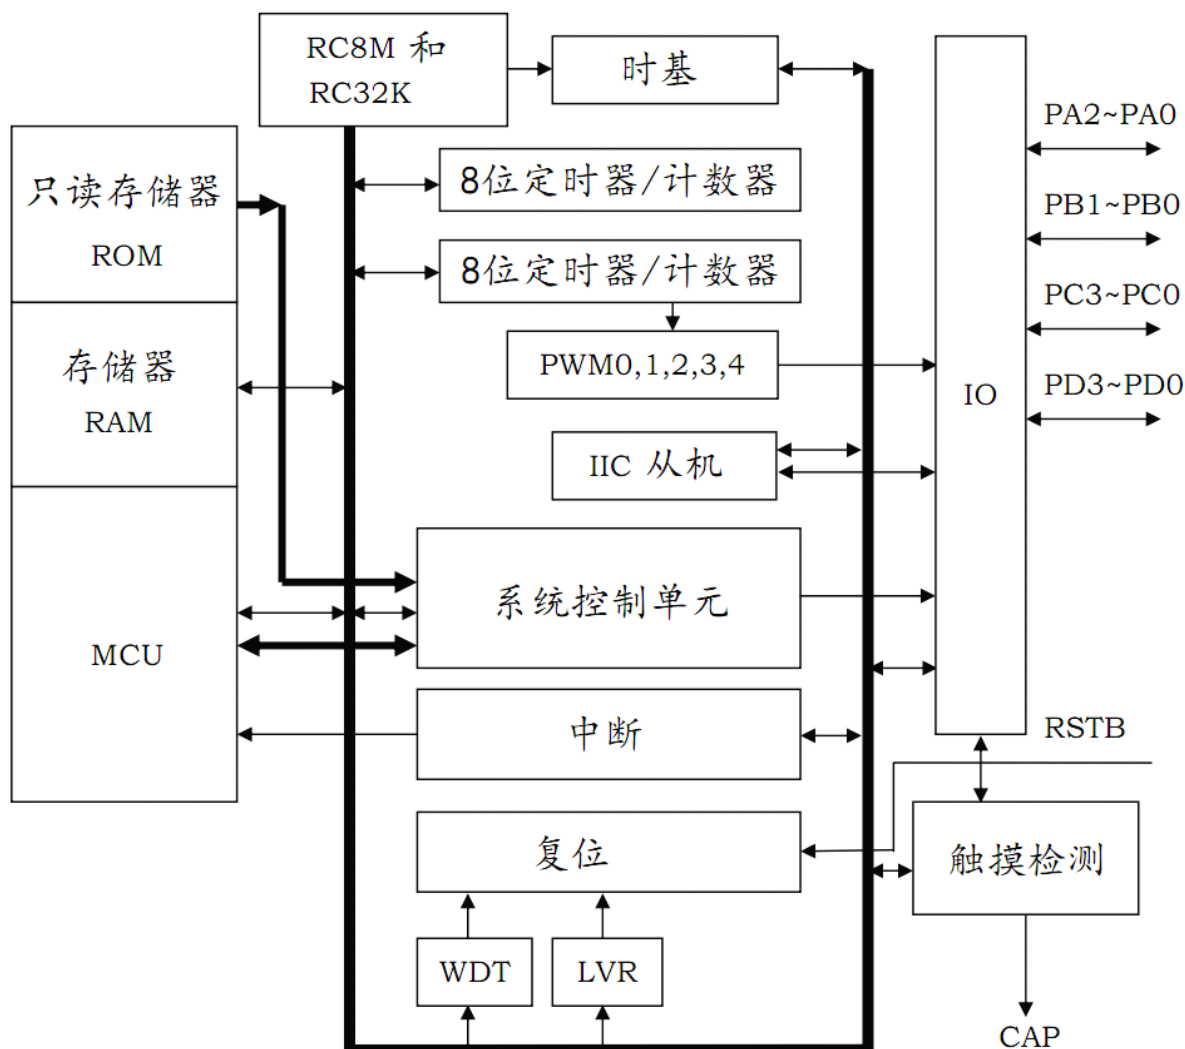 RC8M 和
RC32K
时基
PA2~PA0
只读存储器
ROM
8位定时器/计数器
PB1~PB0
8位定时器/计数器
PC3~PC0
存储器
RAM
PWM0,1,2,3,4
IO
PD3~PD0
IIC 从机
系统控制单元
MCU
中断
RSTB
复位
触摸检测
WDT
LVR
CAP